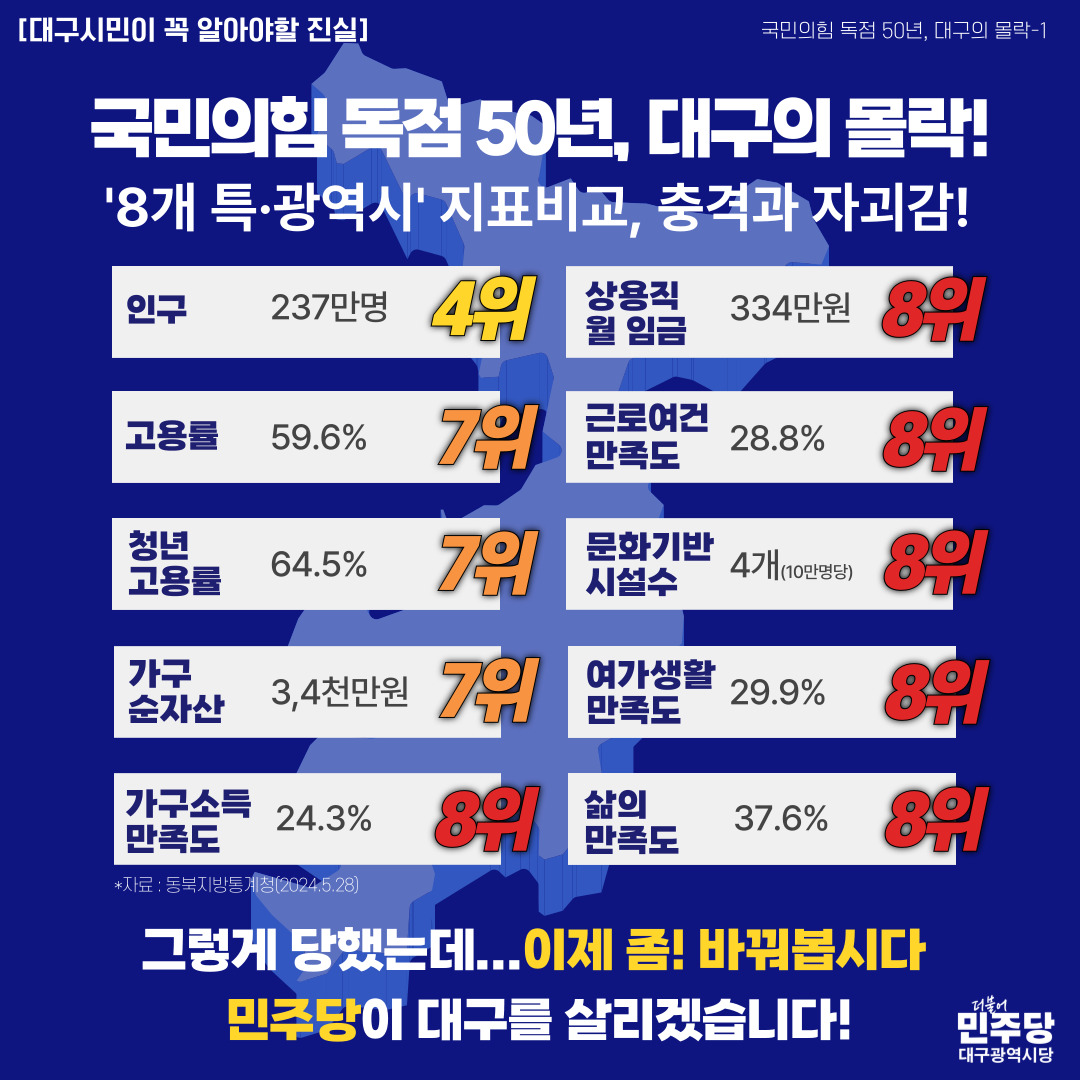 [대구시민이 꼭 알아야할 진실]
국민의힘 독점 50년, 대구의 몰락-1
국민의힘 독점 50년, 대구의 몰락!
'8개 특·광역시' 지표비교, 충격과 자괴감!
인구 237만명 4위
고용률 59.6% 7위
청년
고용률 64.5% 7위
가구
순자산 3,4천만원 7위
가구소득
만족도 24.3% 8위
상용직
월 임금 334만원 8위
근로여건
만족도 28.8% 8위
문화기반
시설수 4개(10만명당) 8위
여가생활
만족도 29.9% 8위
삶의
만족도 37.6% 8위
*자료 : 동북지방통계청(2024.5.28)
그렇게 당했는데...이제 좀! 바꿔봅시다
민주당이 대구를 살리겠습니다!
더불어
민주당
대구광역시당